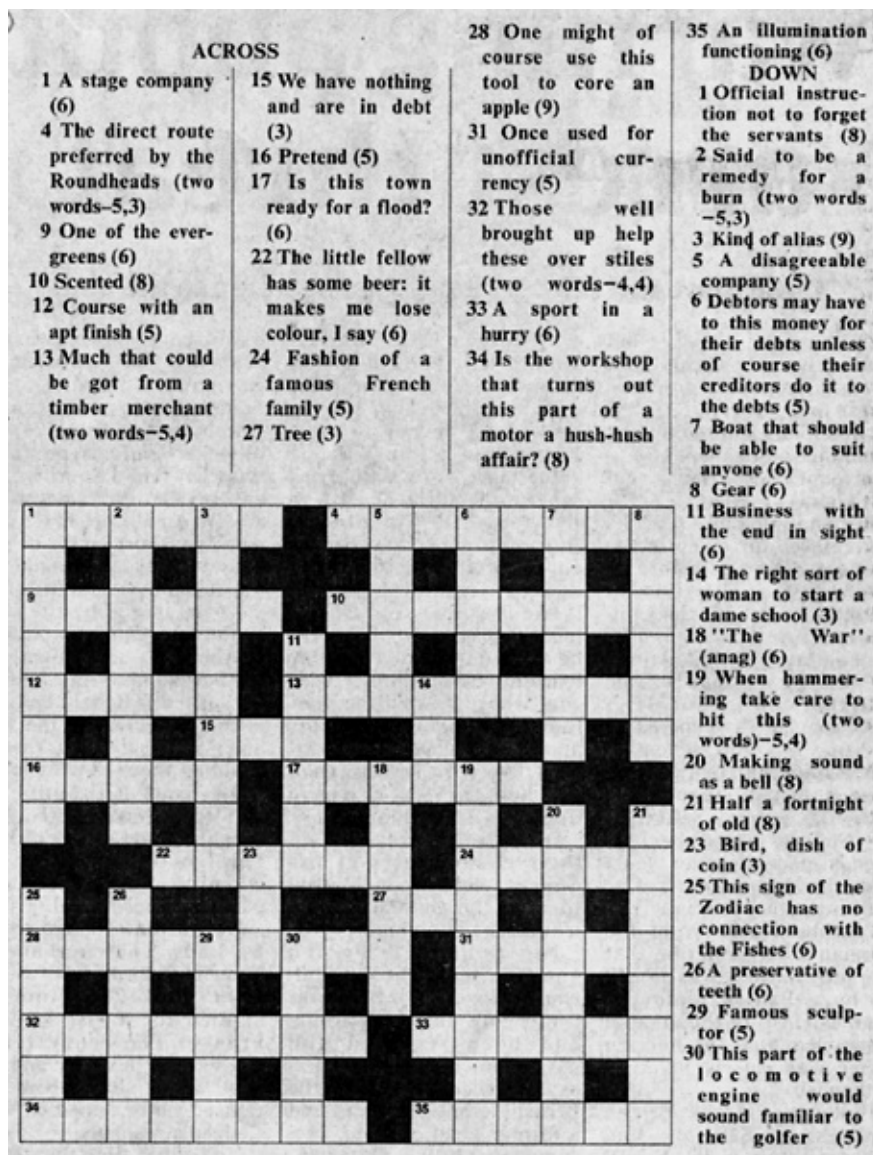 ACROSS
1 A stage company
(6)
4 The direct route
preferred by the
Roundheads (two
words–5,3)
9 One of the ever-
greens (6)
10 Scented (8)
12 Course with an
apt finish (5)
13 Much that could
be got from a
timber merchant
(two words–5,4)
15 We have nothing
and are in debt
(3)
16 Pretend (5)
17 Is this town
ready for a flood?
(6)
22 The little fellow
has some beer: it
makes me lose
colour, I say (6)
24 Fashion of a
famous French
family (5)
27 Tree (3)
28 One might of
course use this
tool to core an
apple (9)
31 Once used for
unofficial cur-
rency (5)
32 Those well
brought up help
these over stiles
(two words–4,4)
33 A sport in a
hurry (6)
34 Is the workshop
that turns out
this part of a
motor a hush-hush
affair? (8)
35 An illumination
functioning (6)
DOWN
1 Official instruc-
tion not to forget
the servants (8)
2 Said to be a
remedy for a
burn (two words
–5,3)
3 Kind of alias (9)
5 A disagreeable
company (5)
6 Debtors may have
to this money for
their debts unless
of course their
creditors do it to
the debts (5)
7 Boat that should
be able to suit
anyone (6)
8 Gear (6)
11 Business with
the end in sight
(6)
14 The right sort of
woman to start a
dame school (3)
18 "The War"
(anag) (6)
19 When hammer-
ing take care to
hit this (two
words)–5,4)
20 Making sound
as a bell (8)
21 Half a fortnight
of old (8)
23 Bird, dish of
coin (3)
25 This sign of the
Zodiac has no
connection with
the Fishes (6)
26 A preservative of
teeth (6)
29 Famous sculp-
tor (5)
30 This part of the
locomotive
engine would
sound familiar to
the golfer (5)
1 2 3 4 5 6 7 8
9 10
11
12 13 14
15
16 17 18 19
20 21
22 23 24
25 26 27
28 29 30 31
32 33
34 35